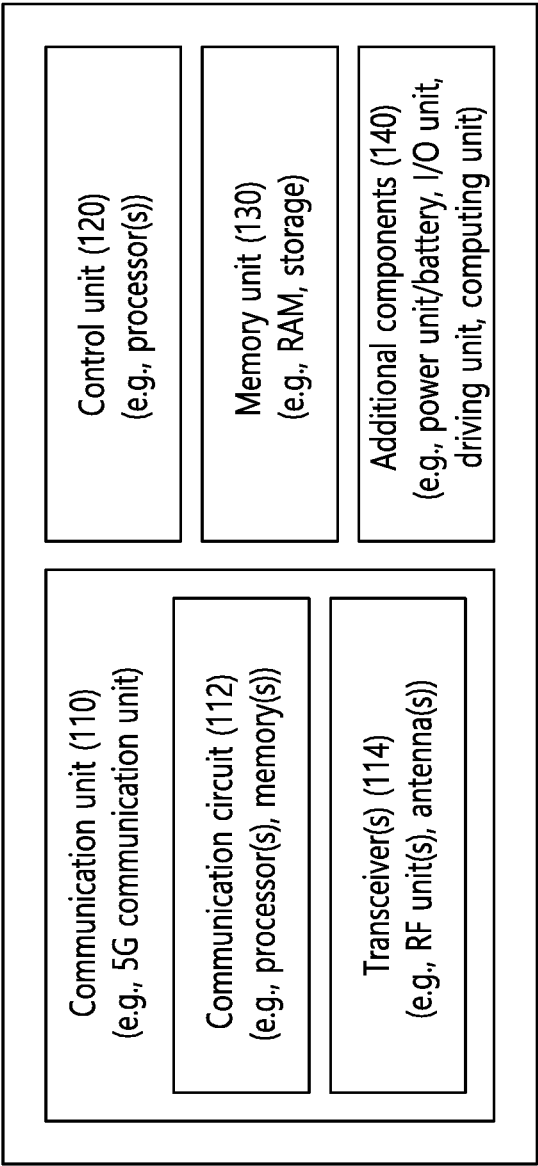 Communication unit (110)
(e.g., 5G communication unit)
Communication circuit (112)
(e.g., processor(s), memory(s))
Transceiver(s) (114)
(e.g., RF unit(s), antenna(s))
Control unit (120)
(e.g., processor(s))
Memory unit (130)
(e.g., RAM, storage)
Additional components (140)
(e.g., power unit/battery, I/O unit,
driving unit, computing unit)